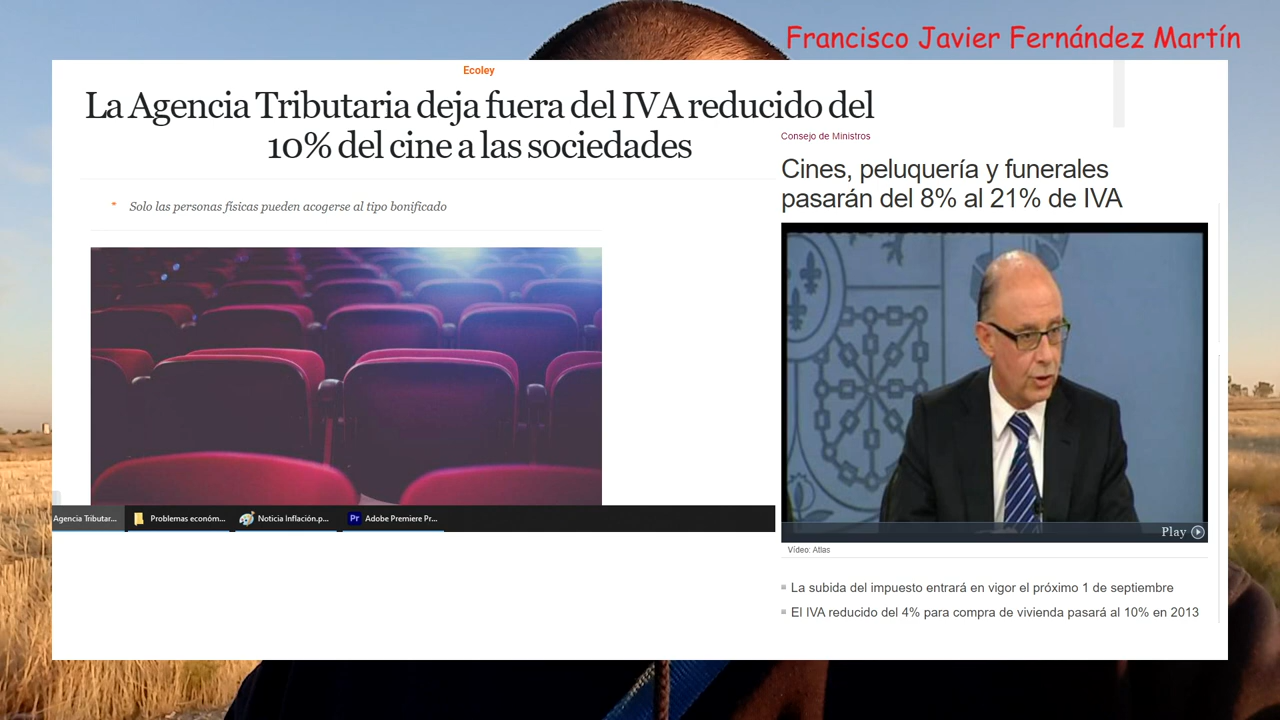 Francisco Javier Fernández Martín
Ecoley
La Agencia Tributaria deja fuera del IVA reducido del
10% del cine a las sociedades
* Solo las personas físicas pueden acogerse al tipo bonificado
Agencia Tributar...
Problemas económ...
Noticia Inflación.p...
Pr
Adobe Premiere Pr...
Consejo de Ministros
Cines, peluquería y funerales
pasarán del 8% al 21% de IVA
Play
Vídeo: Atlas
La subida del impuesto entrará en vigor el próximo 1 de septiembre
El IVA reducido del 4% para compra de vivienda pasará al 10% en 2013